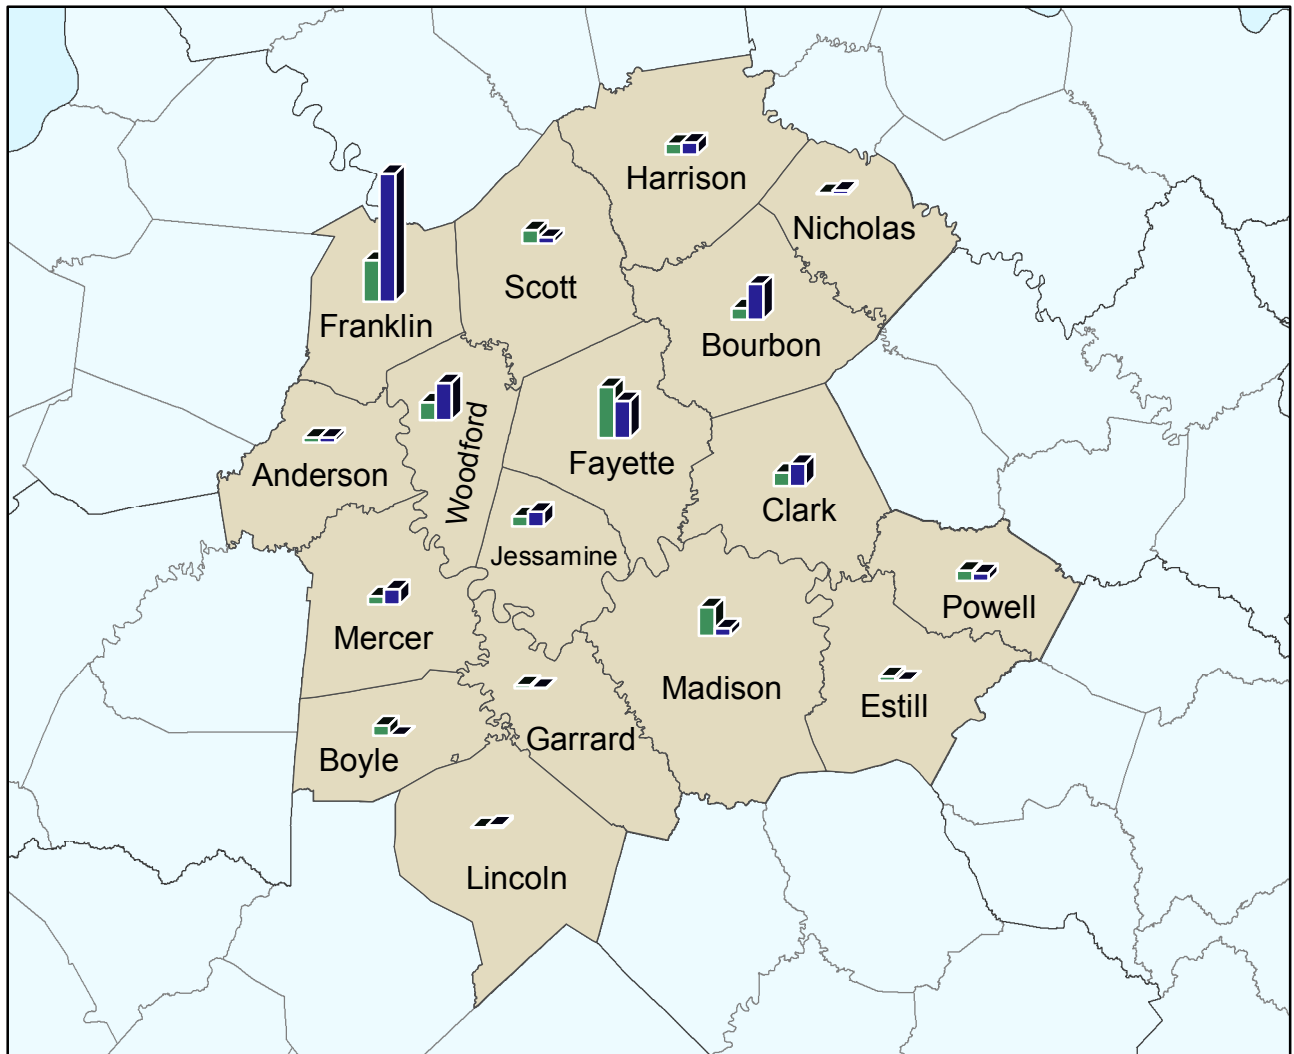 Harrison
Nicholas
Scott
Franklin
Bourbon
Woodford
Fayette
Anderson
Clark
Jessamine
Powell
Mercer
Madison
Estill
Garrard
Boyle
Lincoln